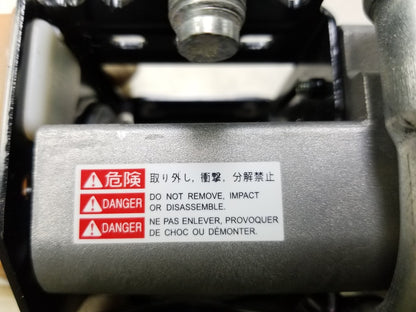 ⚠危険 取り外し，衝撃，分解禁止
⚠DANGER DO NOT REMOVE, IMPACT
OR DISASSEMBLE.
⚠DANGER NE PAS ENLEVER, PROVOQUER
DE CHOC OU DÉMONTER.